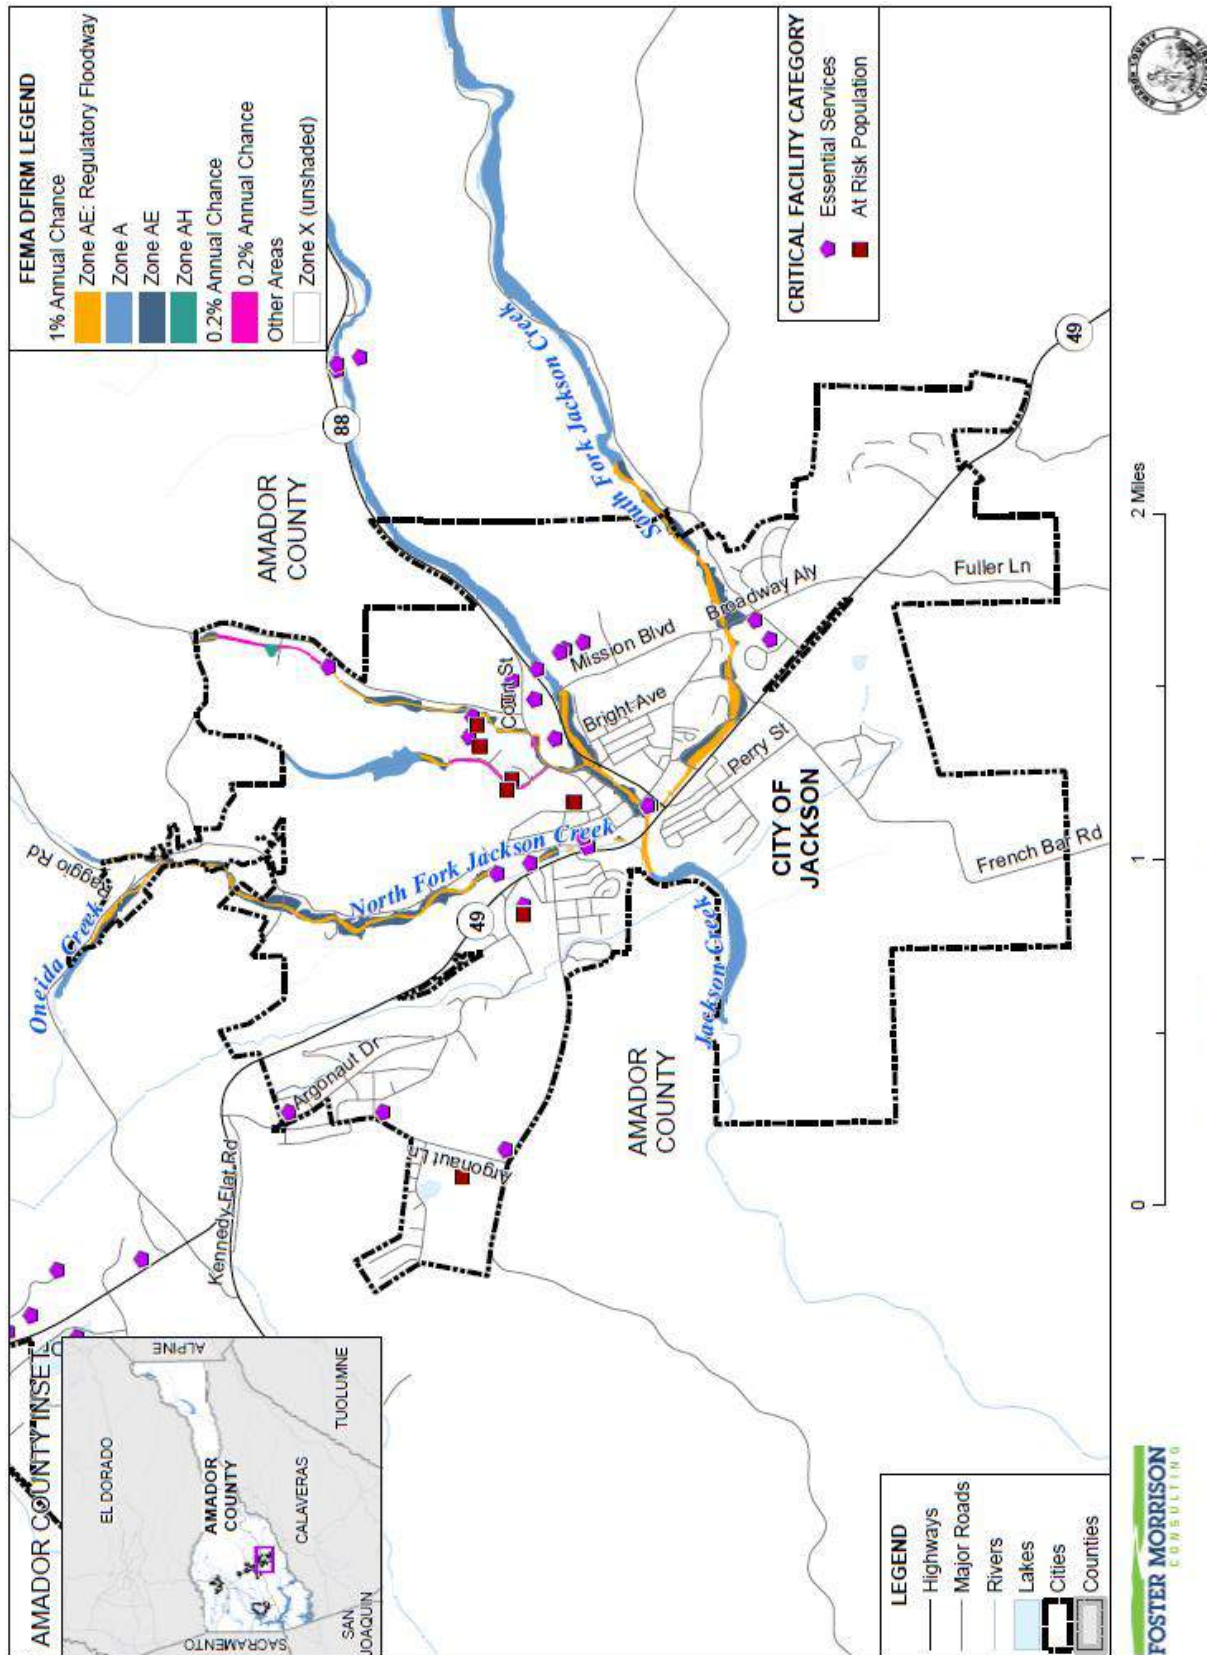 AMADOR COUNTY INSET
EL DORADO
ALPINE
AMADOR
COUNTY
SACRAMENTO
CALAVERAS
TUOLUMNE
SAN
JOAQUIN
FEMA DFIRM LEGEND
1% Annual Chance
Zone AE: Regulatory Floodway
Zone A
Zone AE
Zone AH
0.2% Annual Chance
0.2% Annual Chance
Other Areas
Zone X (unshaded)
Kennedy Flat Rd
Argonaut Dr
Argonaut Ln
Oneida Creek
Raggio Rd
North Fork Jackson Creek
49
AMADOR
COUNTY
88
Court St
Mission Blvd
Bright Ave
Broadway Aly
Perry St
South Fork Jackson Creek
AMADOR
COUNTY
Jackson Creek
CITY OF
JACKSON
French Bar Rd
Fuller Ln
49
CRITICAL FACILITY CATEGORY
Essential Services
At Risk Population
LEGEND
Highways
Major Roads
Rivers
Lakes
Cities
Counties
FOSTER MORRISON
CONSULTING
0
1
2 Miles
AMADOR COUNTY